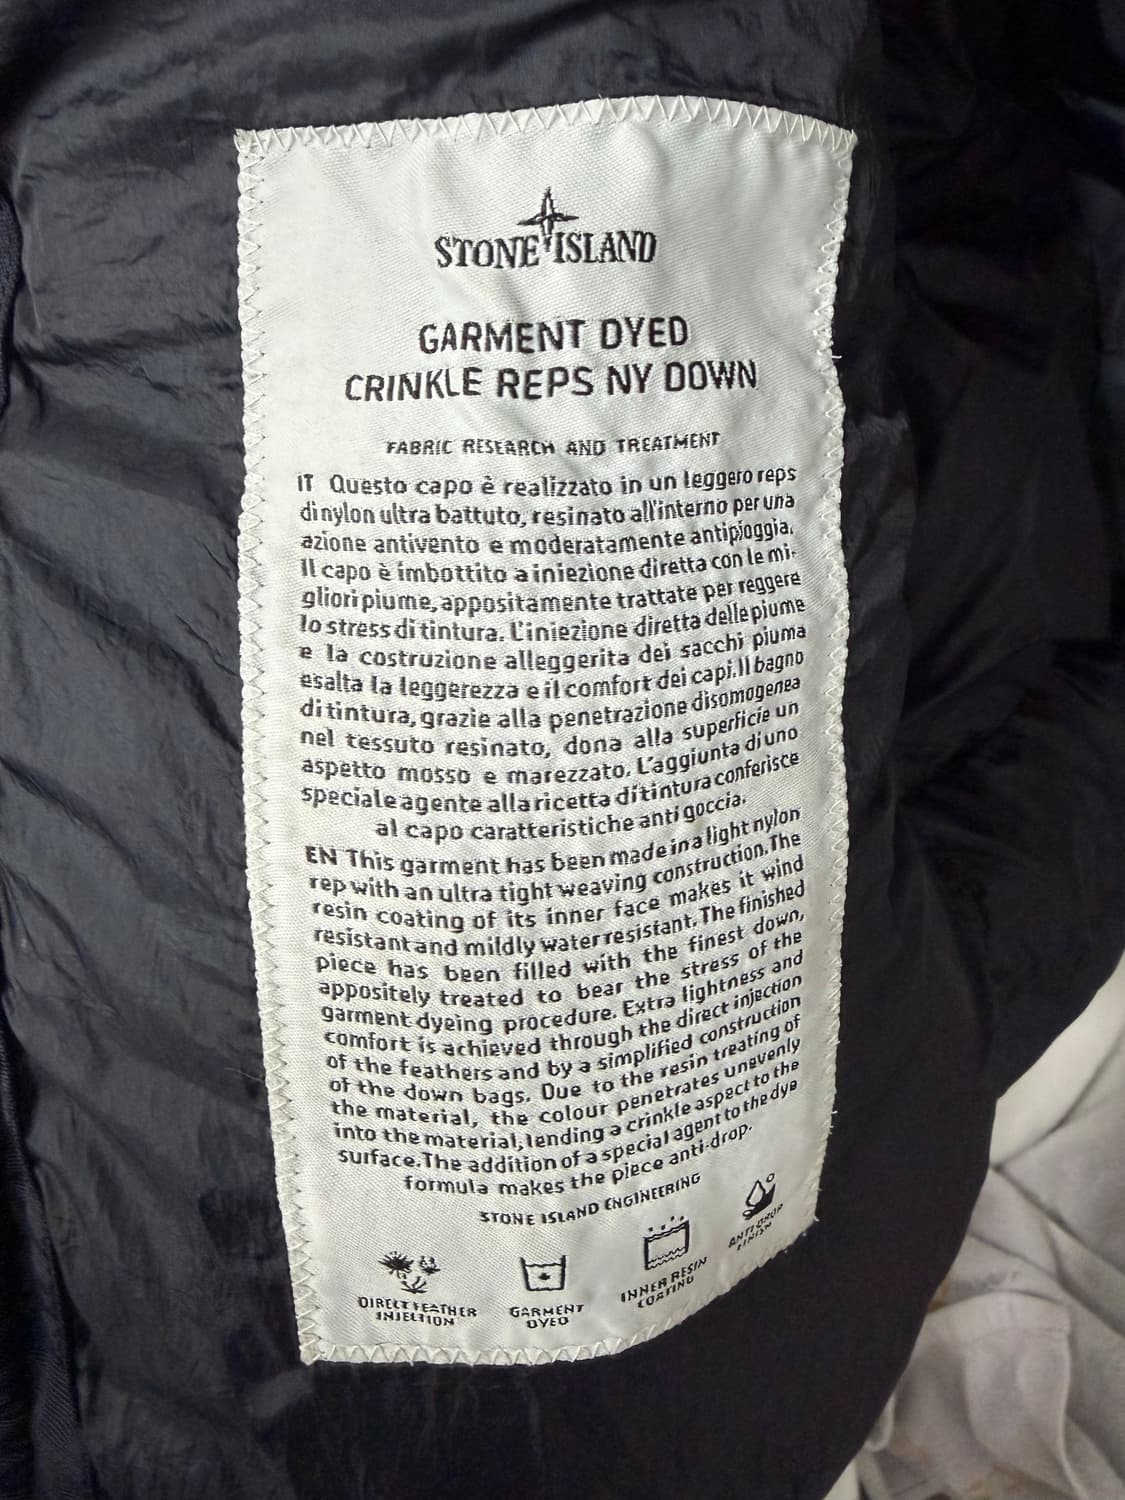 STONE ISLAND
GARMENT DYED
CRINKLE REPS NY DOWN
FABRIC RESEARCH AND TREATMENT
IT Questo capo è realizzato in un leggero reps
di nylon ultra battuto, resinato all'interno per una
azione antivento e moderatamente antipioggia.
Il capo è imbottito a iniezione diretta con le mi-
gliori piume, appositamente trattate per reggere
lo stress di tintura. L'iniezione diretta delle piume
e la costruzione alleggerita dei sacchi piuma
esalta la leggerezza e il comfort dei capi. Il bagno
di tintura, grazie alla penetrazione disomogenea
nel tessuto resinato, dona alla superficie un
aspetto mosso e marezzato. L'aggiunta di uno
speciale agente alla ricetta di tintura conferisce
al capo caratteristiche anti goccia.
EN This garment has been made in a light nylon
rep with an ultra tight weaving construction. The
resin coating of its inner face makes it wind
resistant and mildly water resistant. The finished
piece has been filled with the finest down,
appositely treated to bear the stress of the
garment dyeing procedure. Extra lightness and
comfort is achieved through the direct injection
of the feathers and by a simplified construction
of the down bags. Due to the resin treating of
the material, the colour penetrates unevenly
into the material, lending a crinkle aspect to the
surface. The addition of a special agent to the dye
formula makes the piece anti-drop.
STONE ISLAND ENGINEERING
DIRECT FEATHER
INJECTION
GARMENT
DYED
INNER RESIN
COATING
ANTI DROP
FINISH